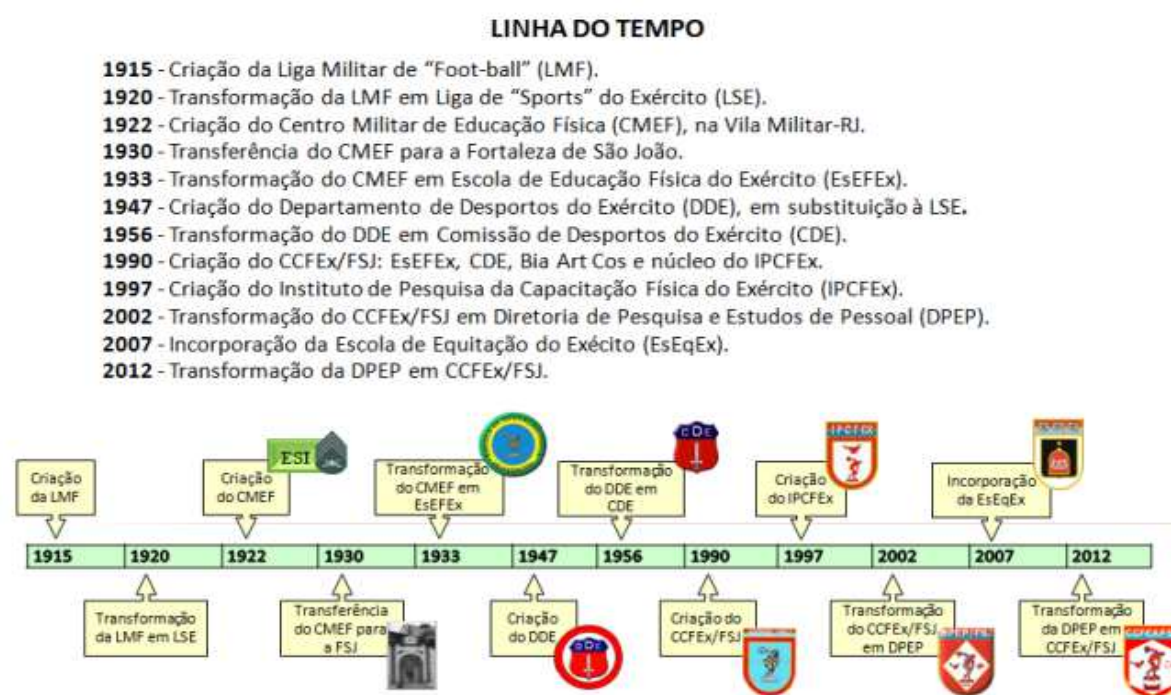 LINHA DO TEMPO
1915 - Criação da Liga Militar de “Foot-ball” (LMF).
1920 - Transformação da LMF em Liga de “Sports” do Exército (LSE).
1922 - Criação do Centro Militar de Educação Física (CMEF), na Vila Militar-RJ.
1930 - Transferência do CMEF para a Fortaleza de São João.
1933 - Transformação do CMEF em Escola de Educação Física do Exército (EsEFEx).
1947 - Criação do Departamento de Desportos do Exército (DDE), em substituição à LSE.
1956 - Transformação do DDE em Comissão de Desportos do Exército (CDE).
1990 - Criação do CCFEx/FSJ: EsEFEx, CDE, Bia Art Cos e núcleo do IPCFEx.
1997 - Criação do Instituto de Pesquisa da Capacitação Física do Exército (IPCFEx).
2002 - Transformação do CCFEx/FSJ em Diretoria de Pesquisa e Estudos de Pessoal (DPEP).
2007 - Incorporação da Escola de Equitação do Exécito (EsEqEx).
2012 - Transformação da DPEP em CCFEx/FSJ.
Criação
da LMF
Criação
do CMEF
ESI
Transformação
do CMEF em
EsEFEx
Transformação
do DDE em
CDE
CDE
Criação
do IPCFEx
IPCFEX
Incorporação
da EsEqEx
1915 1920 1922 1930 1933 1947 1956 1990 1997 2002 2007 2012
Transformação
da LMF em LSE
Transferência
do CMEF para
a FSJ
Criação
do DDE
DDE
Criação do
CCFEx/FSJ
Transformação
do CCFEx/FSJ
em DPEP
Transformação
da DPEP em
CCFEx/FSJ